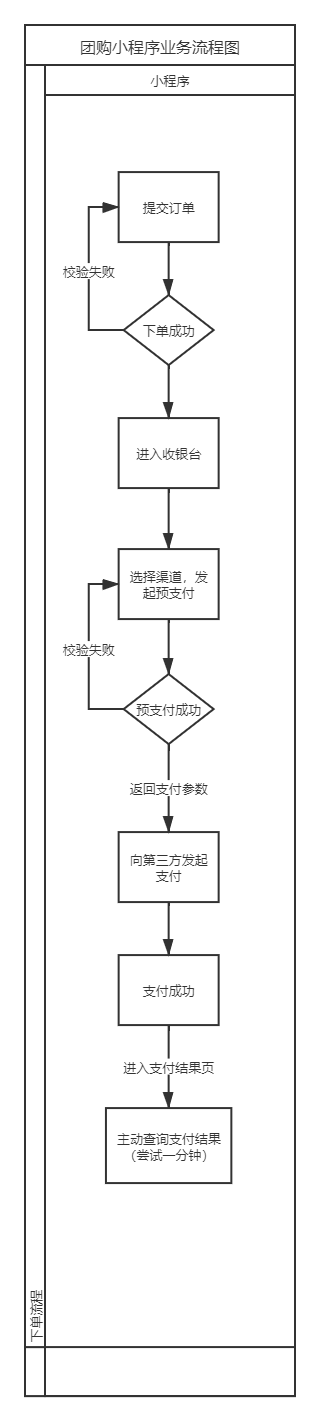 团购小程序业务流程图
小程序
提交订单
校验失败
下单成功
进入收银台
选择渠道，发
起预支付
校验失败
预支付成功
返回支付参数
向第三方发起
支付
支付成功
进入支付结果页
主动查询支付结果
（尝试一分钟）
下单流程